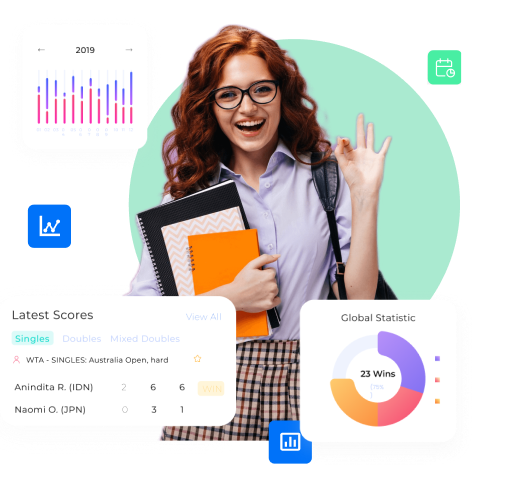 ← 2019 →
Latest Scores
View All
Singles Doubles Mixed Doubles
WTA - SINGLES: Australia Open, hard
Anindita R. (IDN) 2 6 6 WIN
Naomi O. (JPN) 0 3 1
Global Statistic
23 Wins